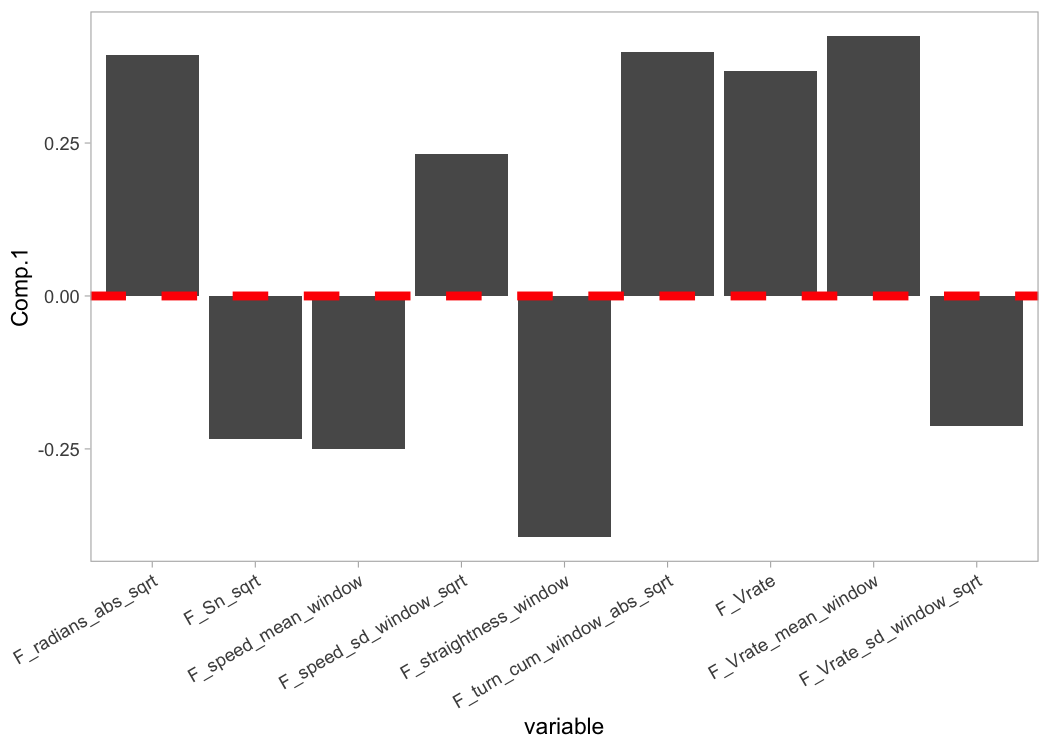 Comp.1
0.25
0.00
-0.25
F_radians_abs_sqrt
F_Sn_sqrt
F_speed_mean_window
F_speed_sd_window_sqrt
F_straightness_window
F_turn_cum_window_abs_sqrt
F_Vrate
F_Vrate_mean_window
F_Vrate_sd_window_sqrt
variable